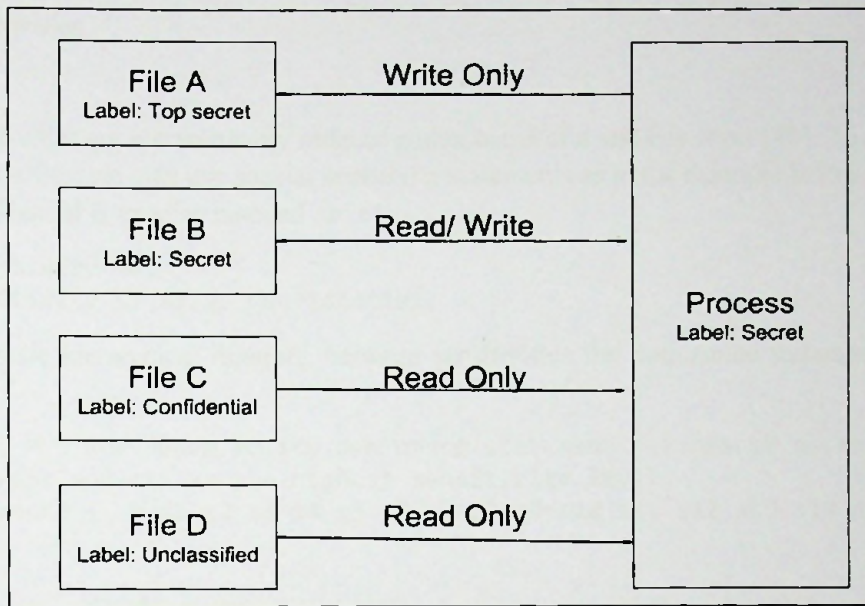 File A
Label: Top secret
Write Only
File B
Label: Secret
Read/ Write
Process
Label: Secret
File C
Label: Confidential
Read Only
File D
Label: Unclassified
Read Only